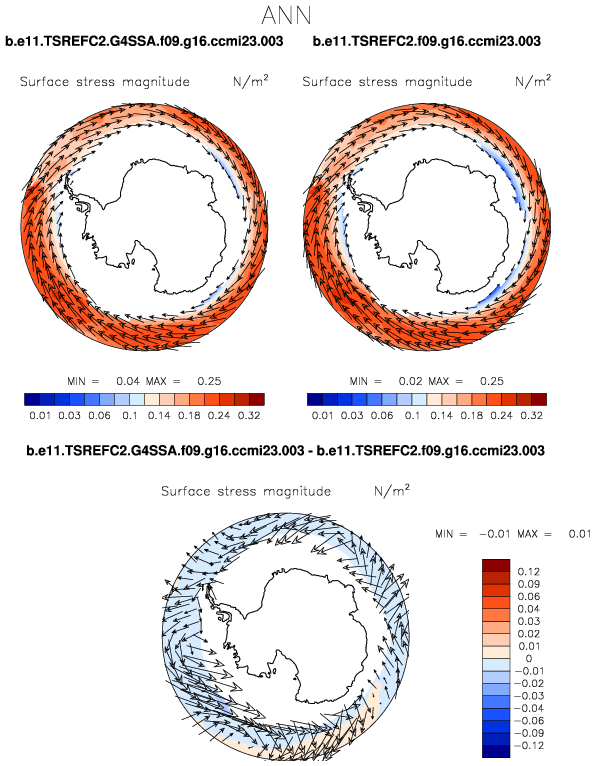 ANN
b.e11.TSREFC2.G4SSA.f09.g16.ccmi23.003 b.e11.TSREFC2.f09.g16.ccmi23.003
Surface stress magnitude N/m² Surface stress magnitude N/m²
MIN = 0.04 MAX = 0.25 MIN = 0.02 MAX = 0.25
0.01 0.03 0.06 0.1 0.14 0.18 0.24 0.32 0.01 0.03 0.06 0.1 0.14 0.18 0.24 0.32
b.e11.TSREFC2.G4SSA.f09.g16.ccmi23.003 - b.e11.TSREFC2.f09.g16.ccmi23.003
Surface stress magnitude N/m²
MIN = -0.01 MAX = 0.01
0.12
0.09
0.06
0.04
0.03
0.02
0.01
0
-0.01
-0.02
-0.03
-0.04
-0.06
-0.09
-0.12